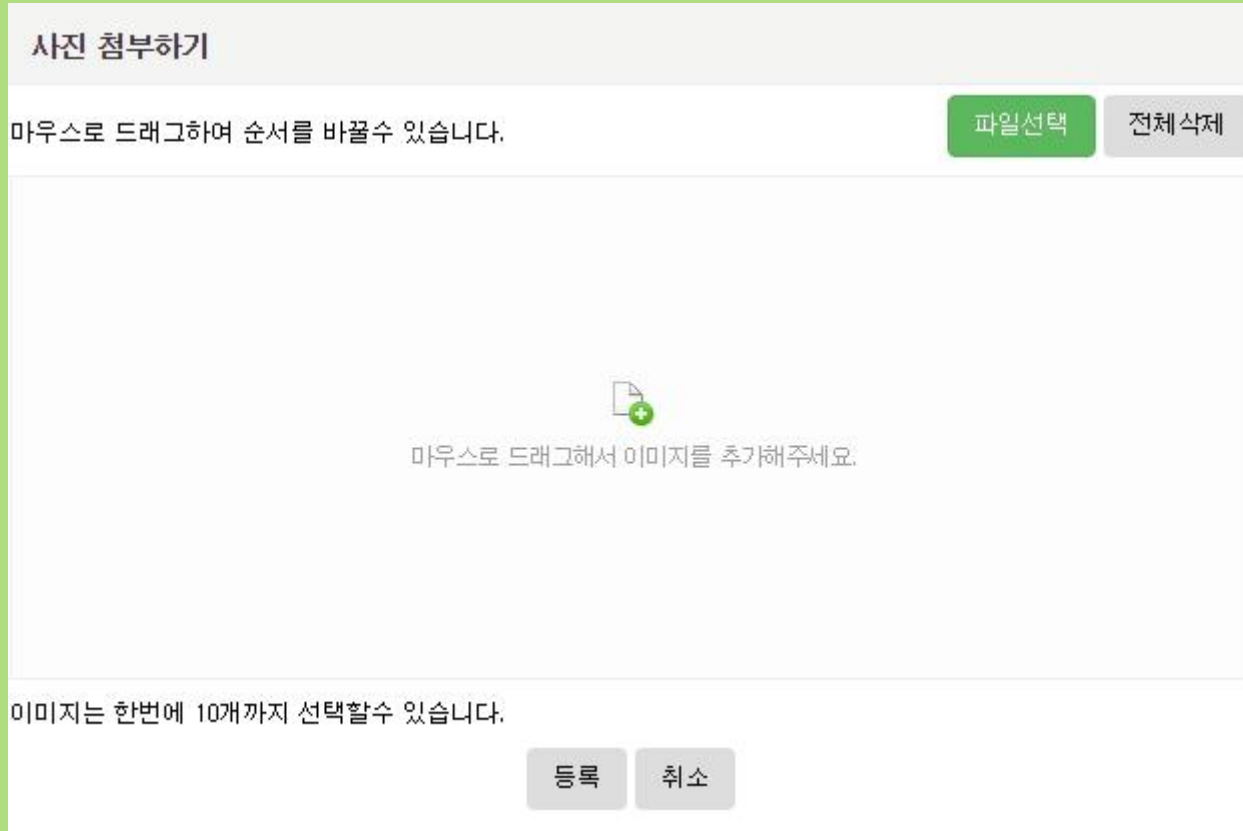 사진 첨부하기
마우스로 드래그하여 순서를 바꿀수 있습니다.
파일선택
전체삭제
마우스로 드래그해서 이미지를 추가해주세요.
이미지는 한번에 10개까지 선택할수 있습니다.
등록
취소